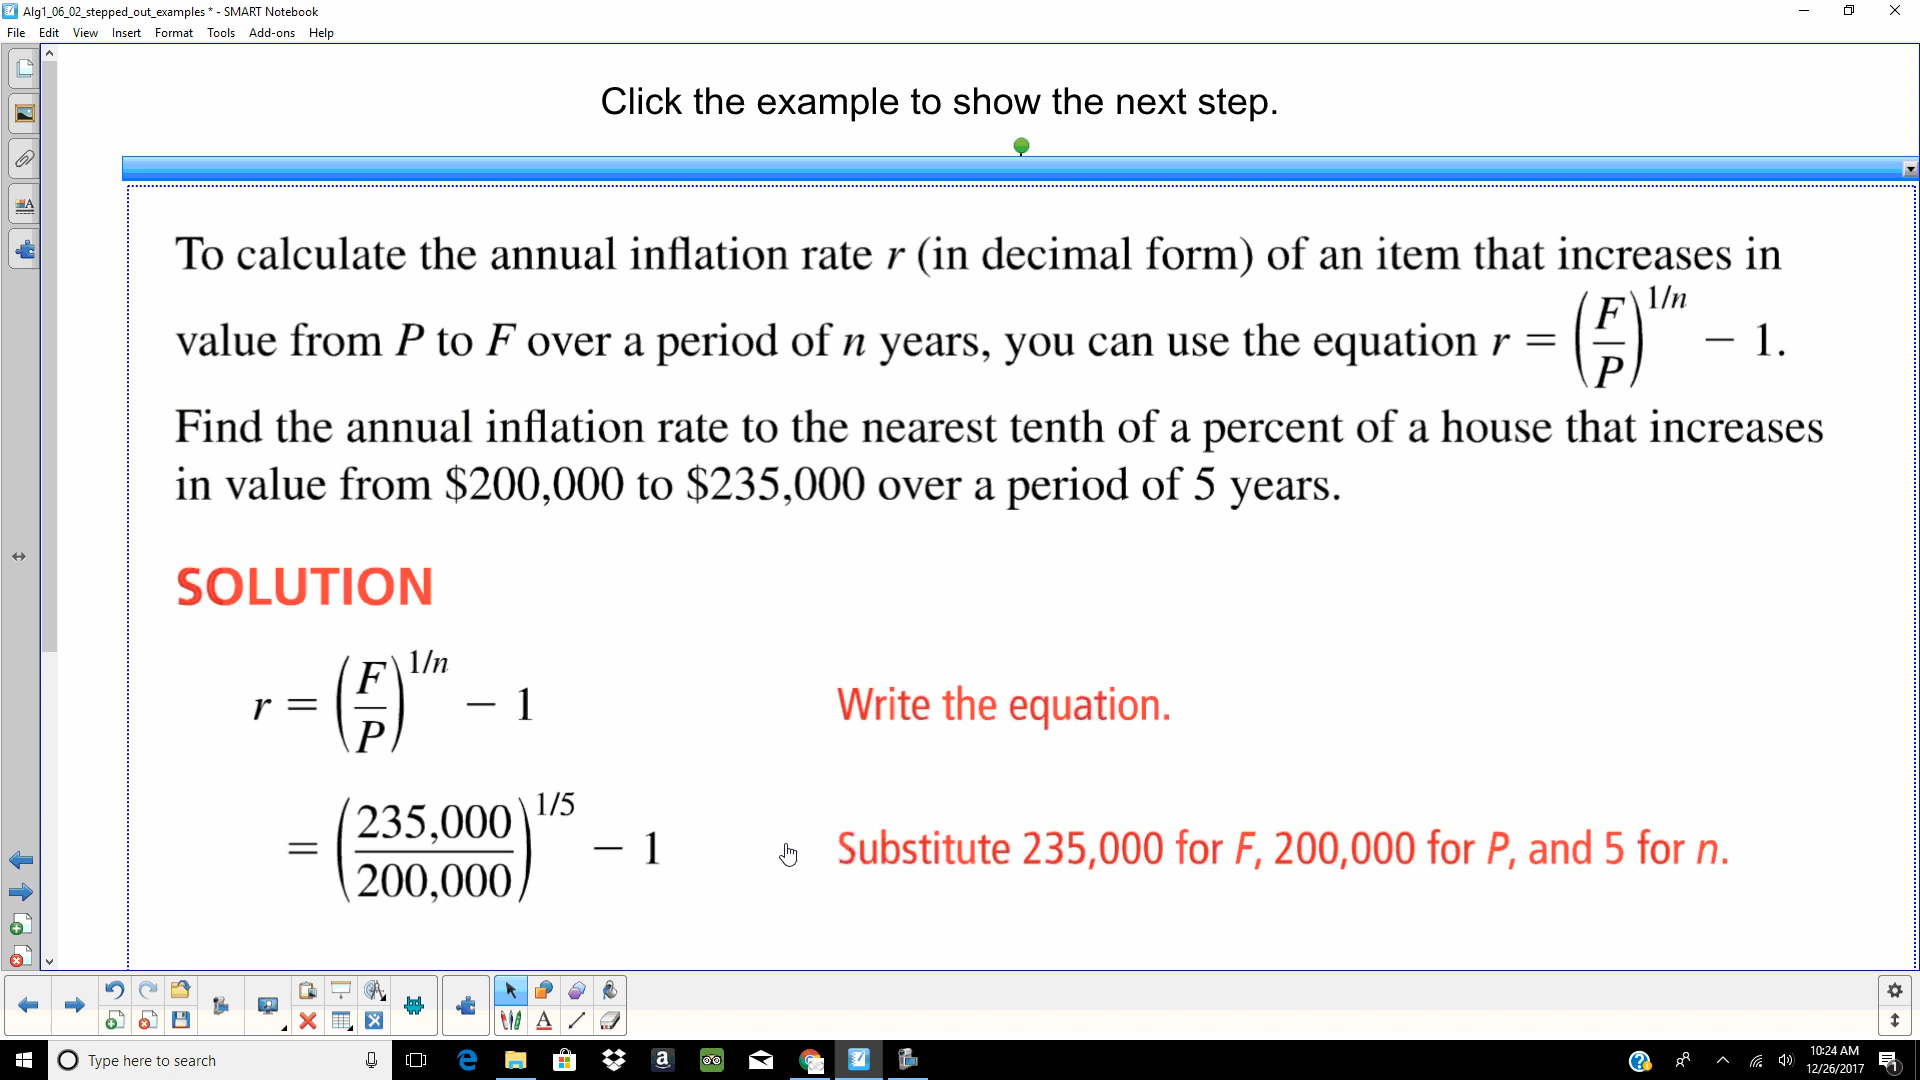 Alg1_06_02_stepped_out_examples * - SMART Notebook
File Edit View Insert Format Tools Add-ons Help
Click the example to show the next step.
To calculate the annual inflation rate r (in decimal form) of an item that increases in
value from P to F over a period of n years, you can use the equation r = (F/P)^1/n − 1.
Find the annual inflation rate to the nearest tenth of a percent of a house that increases
in value from $200,000 to $235,000 over a period of 5 years.
SOLUTION
r = (F/P)^1/n − 1 Write the equation.
= (235,000/200,000)^1/5 − 1 Substitute 235,000 for F, 200,000 for P, and 5 for n.
Type here to search
10:24 AM
12/26/2017